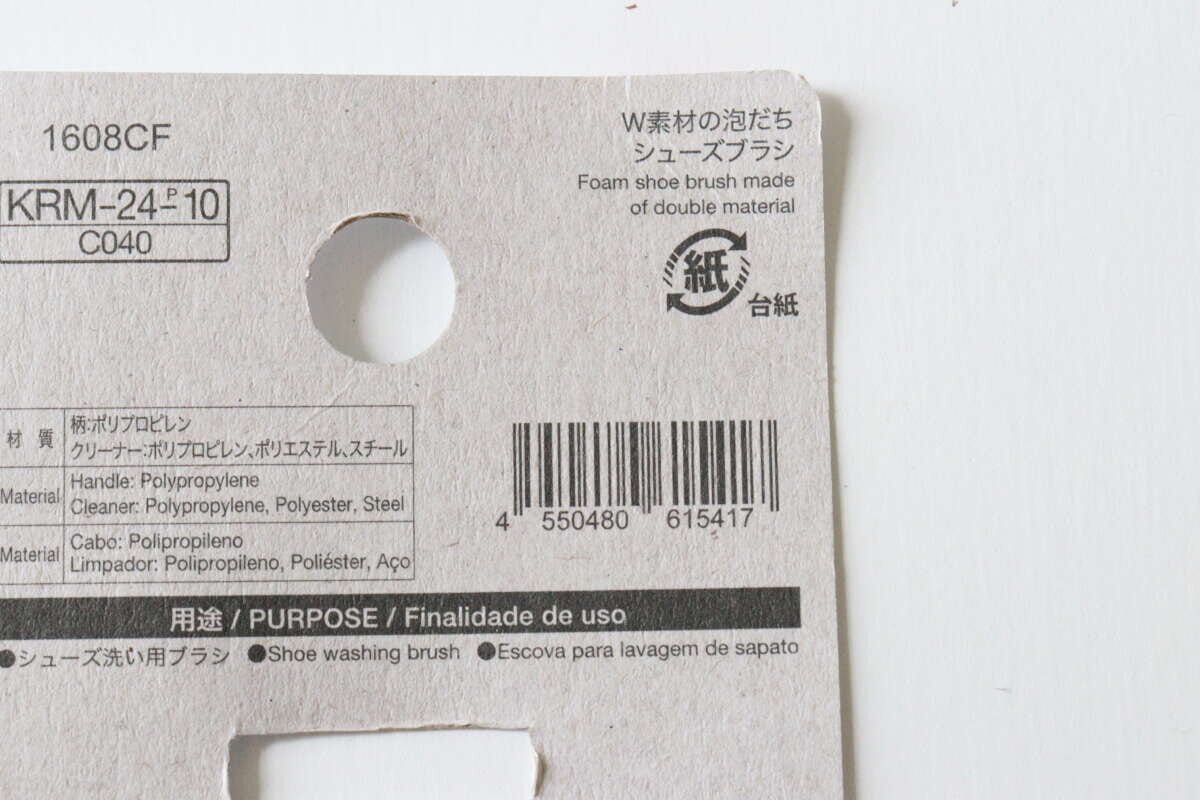 1608CF
KRM-24-P10
C040
W素材の泡だち
シューズブラシ
Foam shoe brush made
of double material
紙
台紙
材質
柄:ポリプロピレン
クリーナー:ポリプロピレン、ポリエステル、スチール
Material
Handle: Polypropylene
Cleaner: Polypropylene, Polyester, Steel
Material
Cabo: Polipropileno
Limpador: Polipropileno, Poliéster, Aço
4 550480 615417
用途 / PURPOSE / Finalidade de uso
●シューズ洗い用ブラシ ●Shoe washing brush ●Escova para lavagem de sapato